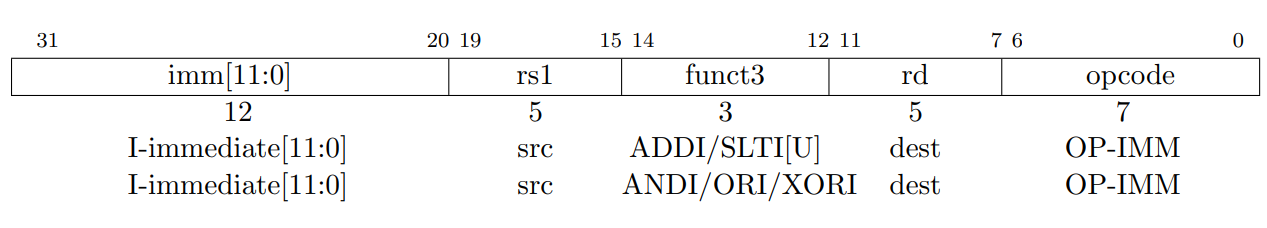 31 20 19 15 14 12 11 7 6 0
imm[11:0] rs1 funct3 rd opcode
12 5 3 5 7
I-immediate[11:0] src ADDI/SLTI[U] dest OP-IMM
I-immediate[11:0] src ANDI/ORI/XORI dest OP-IMM